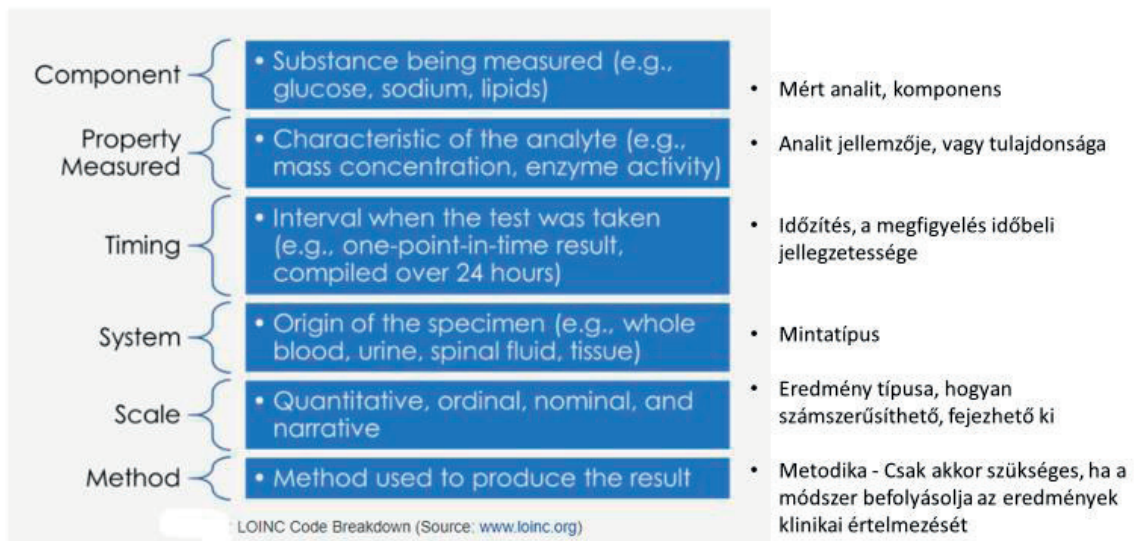 Component
• Substance being measured (e.g.,
glucose, sodium, lipids)
• Mért analit, komponens
Property
Measured
• Characteristic of the analyte (e.g.,
mass concentration, enzyme activity)
• Analit jellemzője, vagy tulajdonsága
Timing
• Interval when the test was taken
(e.g., one-point-in-time result,
compiled over 24 hours)
• Időzítés, a megfigyelés időbeli
jellegzetessége
System
• Origin of the specimen (e.g., whole
blood, urine, spinal fluid, tissue)
• Mintatípus
Scale
• Quantitative, ordinal, nominal, and
narrative
• Eredmény típusa, hogyan
számszerűsíthető, fejezhető ki
Method
• Method used to produce the result
• Metodika - Csak akkor szükséges, ha a
módszer befolyásolja az eredmények
klinikai értelmezését
: LOINC Code Breakdown (Source: www.loinc.org)